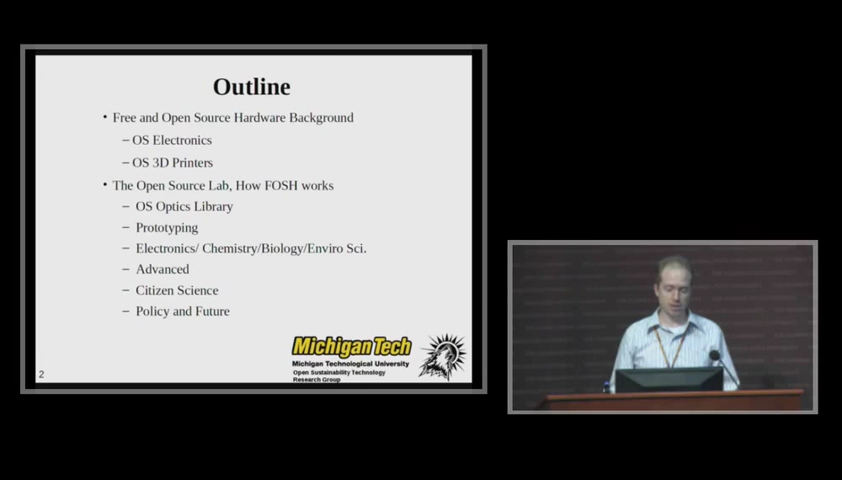 Outline
• Free and Open Source Hardware Background
– OS Electronics
– OS 3D Printers
• The Open Source Lab, How FOSH works
– OS Optics Library
– Prototyping
– Electronics/ Chemistry/Biology/Enviro Sci.
– Advanced
– Citizen Science
– Policy and Future
Michigan Tech
Michigan Technological University
Open Sustainability Technology
Research Group
2